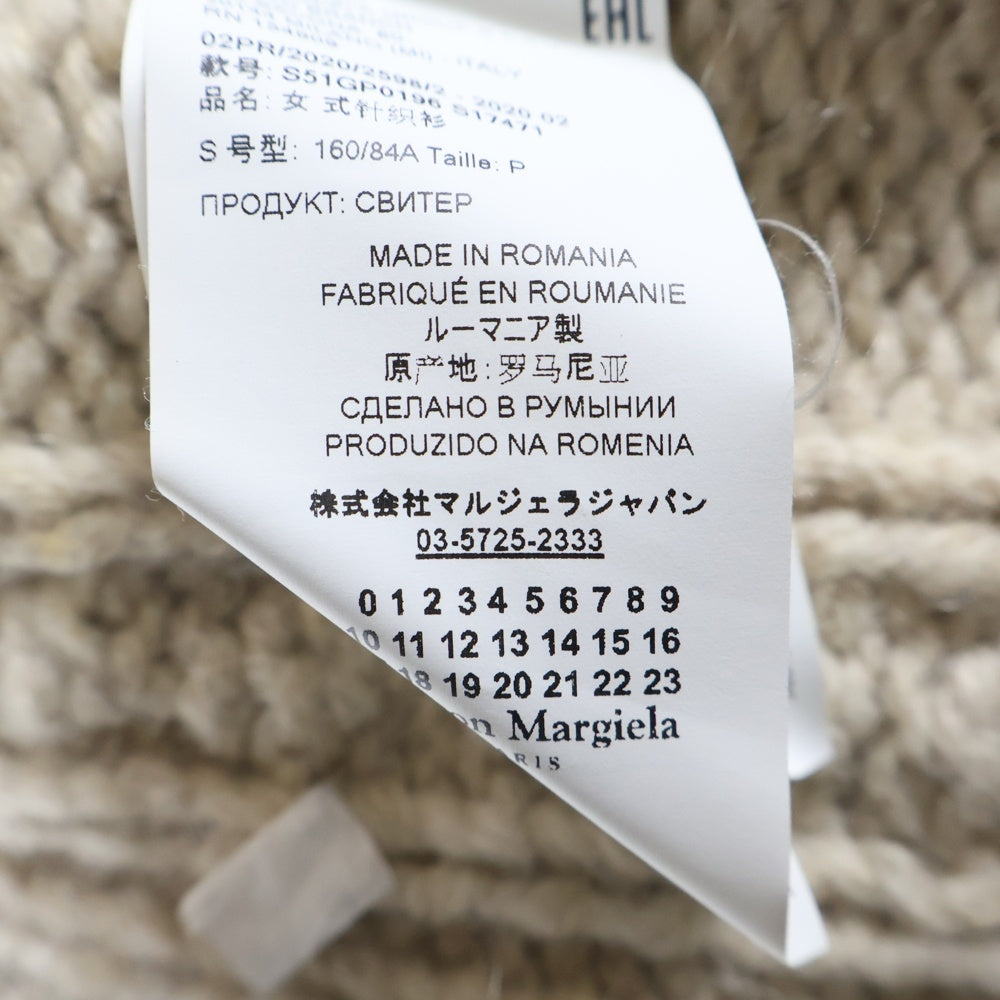 EAC
02PR/2020/2598/2 - 2020 02
款号: S51GP0196 S17471
品名: 女 式针织衫
S 号型: 160/84A Taille: P
ПРОДУКТ: СВИТЕР
MADE IN ROMANIA
FABRIQUÉ EN ROUMANIE
ルーマニア製
原产地: 罗马尼亚
СДЕЛАНО В РУМЫНИИ
PRODUZIDO NA ROMENIA
株式会社マルジェラジャパン
03-5725-2333
0 1 2 3 4 5 6 7 8 9
10 11 12 13 14 15 16
18 19 20 21 22 23
on Margiela
RIS